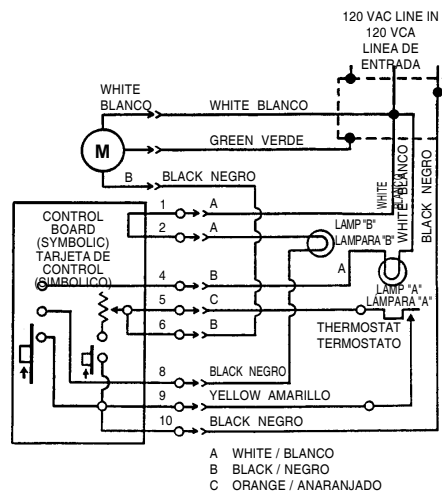 120 VAC LINE IN
120 VCA
LINEA DE
ENTRADA
WHITE
BLANCO
WHITE BLANCO
GREEN VERDE
M
B
BLACK NEGRO
WHITE
BLANCO
WHITE BLANCO
BLACK NEGRO
1 A
2 A
LAMP "B"
LAMPARA "B"
CONTROL
BOARD
(SYMBOLIC)
TARJETA DE
CONTROL
(SIMBOLICO)
4 B
A
LAMP "A"
LÁMPARA "A"
5 C
6 B
THERMOSTAT
TERMOSTATO
8 BLACK NEGRO
9 YELLOW AMARILLO
10 BLACK NEGRO
A WHITE / BLANCO
B BLACK / NEGRO
C ORANGE / ANARANJADO